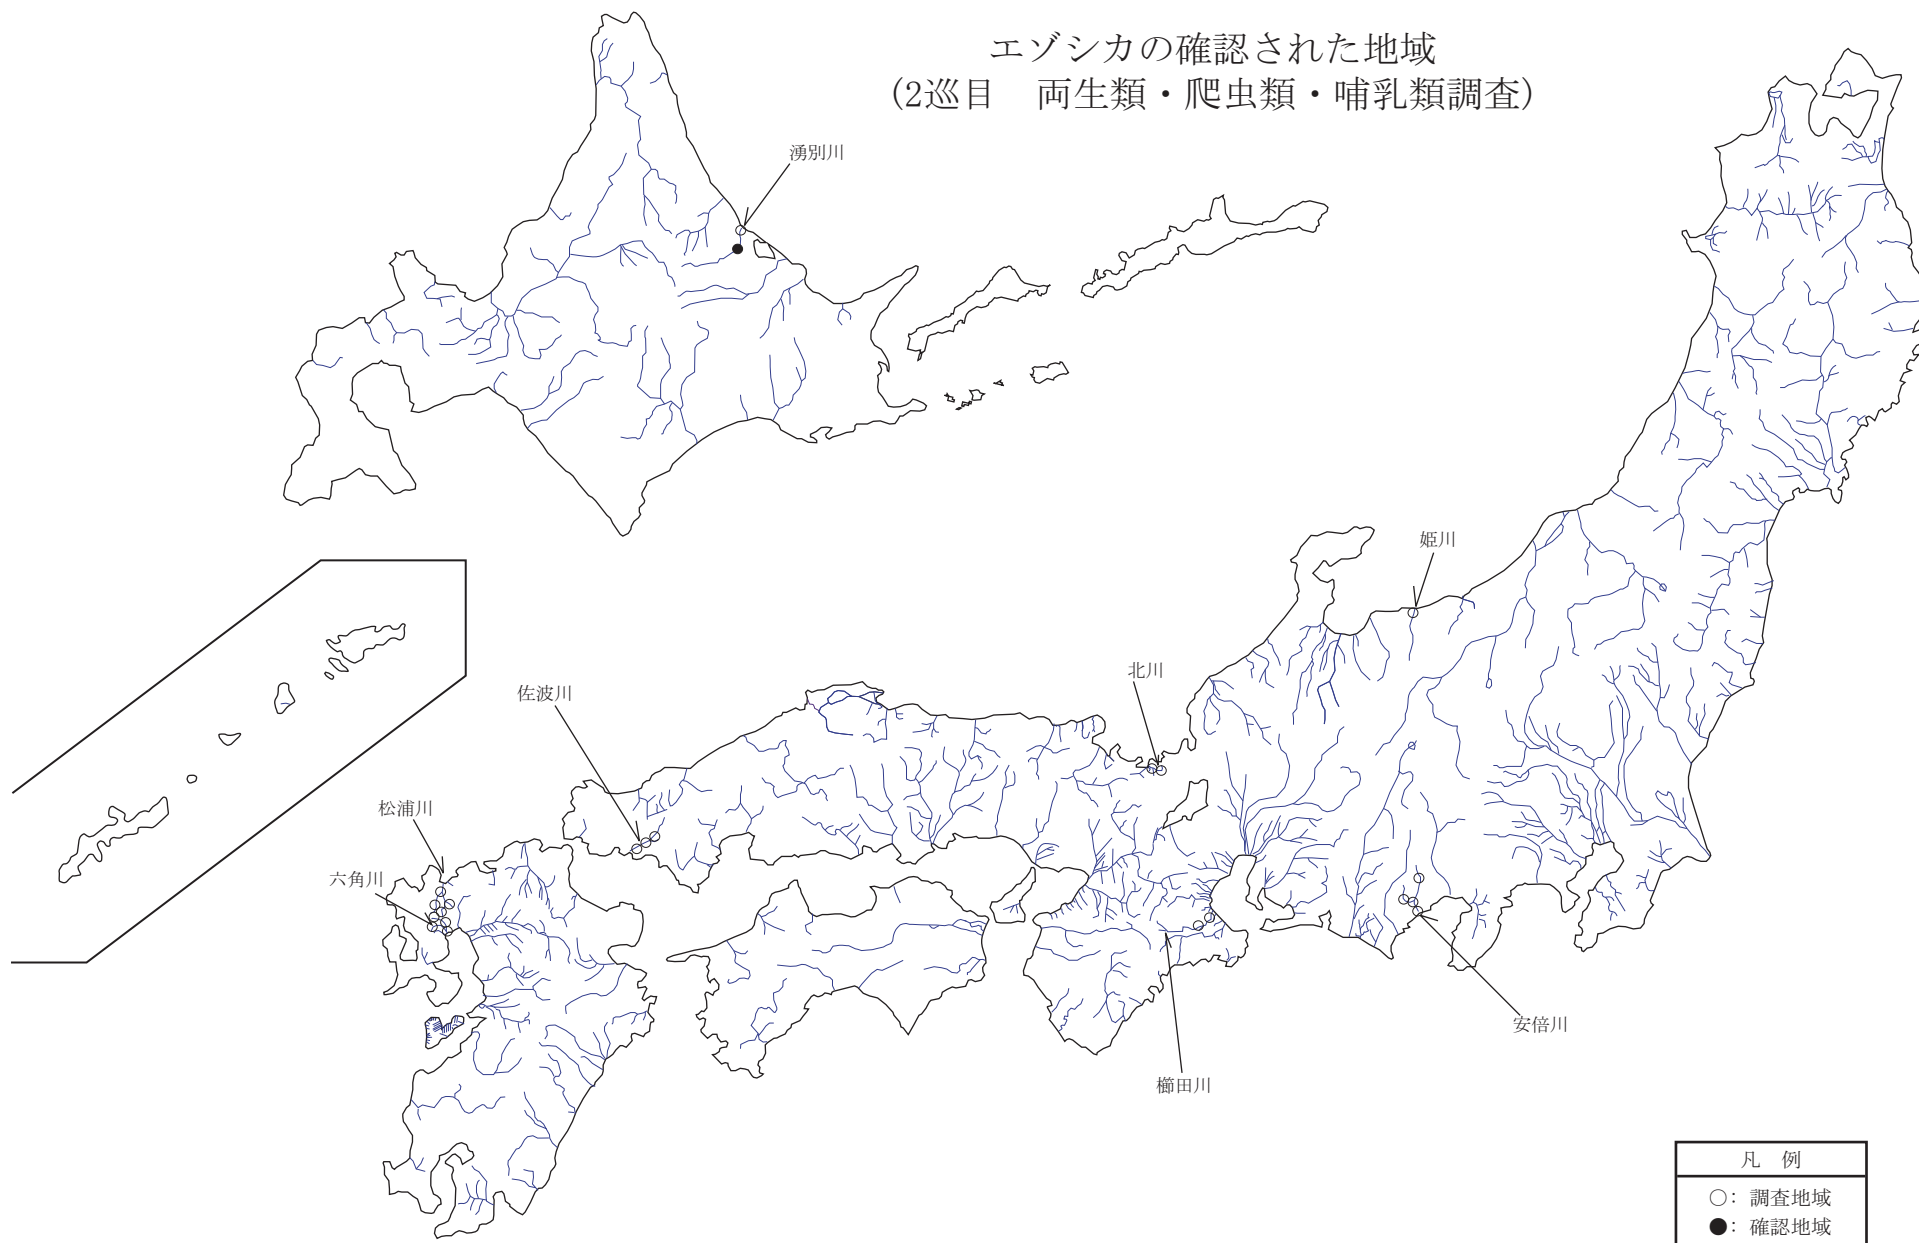 エゾシカの確認された地域
(2巡目　両生類・爬虫類・哺乳類調査)
湧別川
姫川
北川
佐波川
松浦川
六角川
安倍川
櫛田川
凡　例
○：調査地域
●：確認地域